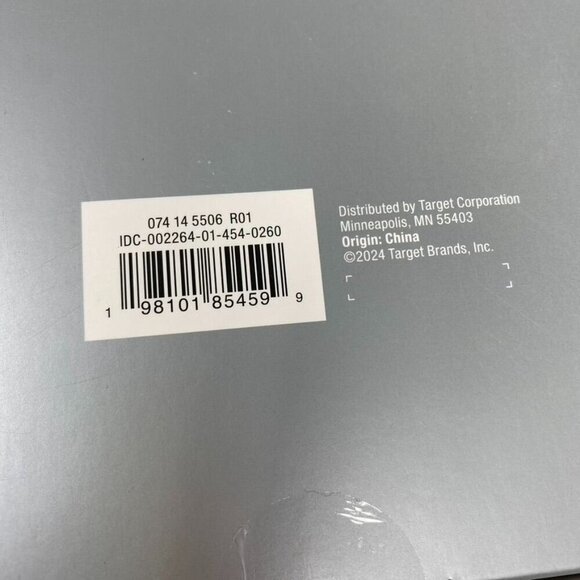 074 14 5506 R01
IDC-002264-01-454-0260
1 98101 85459 9
Distributed by Target Corporation
Minneapolis, MN 55403
Origin: China
©2024 Target Brands, Inc.